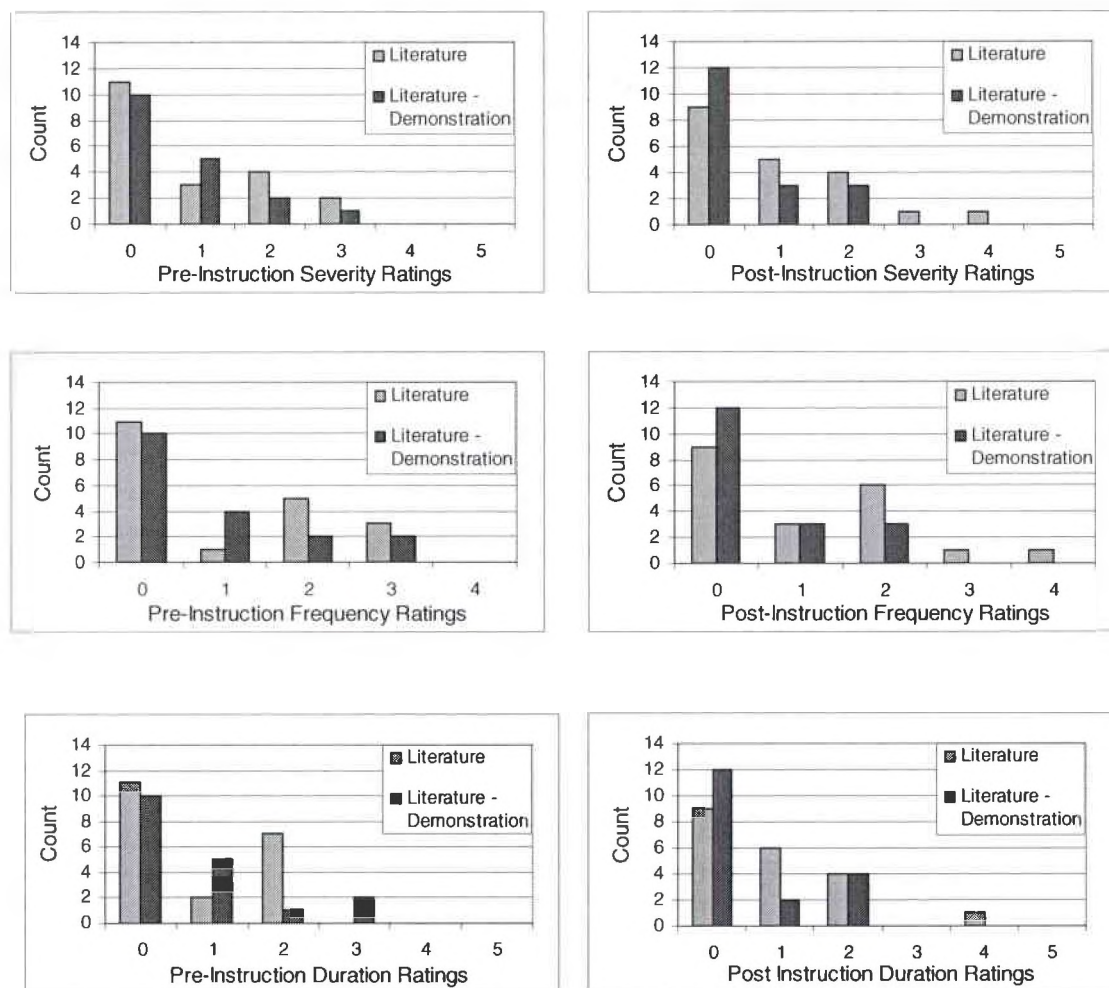 14
12
10
8
6
4
2
0
Count
Literature
Literature -
Demonstration
0 1 2 3 4 5
Pre-Instruction Severity Ratings
14
12
10
8
6
4
2
0
Count
Literature
Literature -
Demonstration
0 1 2 3 4 5
Post-Instruction Severity Ratings
14
12
10
8
6
4
2
0
Count
Literature
Literature -
Demonstration
0 1 2 3 4
Pre-Instruction Frequency Ratings
14
12
10
8
6
4
2
0
Count
Literature
Literature -
Demonstration
0 1 2 3 4
Post-Instruction Frequency Ratings
14
12
10
8
6
4
2
0
Count
Literature
Literature -
Demonstration
0 1 2 3 4 5
Pre-Instruction Duration Ratings
14
12
10
8
6
4
2
0
Count
Literature
Literature -
Demonstration
0 1 2 3 4 5
Post Instruction Duration Ratings